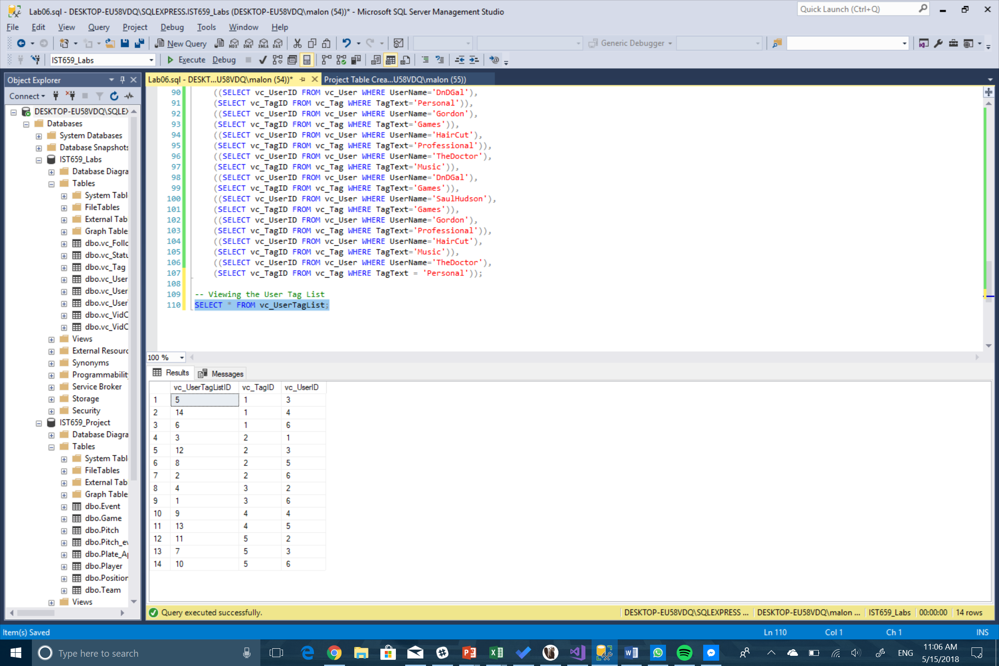 Lab06.sql - DESKTOP-EU58VDQ\SQLEXPRESS.IST659_Labs (DESKTOP-EU58VDQ\malon (54))* - Microsoft SQL Server Management Studio
Quick Launch (Ctrl+Q)
File Edit View Query Project Debug Tools Window Help
New Query MDX DMX XMLA DAX Generic Debugger
IST659_Labs Execute Debug
Object Explorer
Connect
DESKTOP-EU58VDQ\SQLEX
Databases
System Databases
Database Snapshots
IST659_Labs
Database Diagra
Tables
System Tabl
FileTables
External Tab
Graph Table
dbo.vc_Follo
dbo.vc_Statu
dbo.vc_Tag
dbo.vc_User
dbo.vc_User
dbo.vc_User
dbo.vc_VidC
dbo.vc_VidC
Views
External Resourc
Synonyms
Programmabilit
Service Broker
Storage
Security
IST659_Project
Database Diagra
Tables
System Tabl
FileTables
External Tab
Graph Table
dbo.Event
dbo.Game
dbo.Pitch
dbo.Pitch_ev
dbo.Plate_Ap
dbo.Player
dbo.Position
dbo.Team
Views
Lab06.sql - DESKT...U58VDQ\malon (54))* Project Table Crea...U58VDQ\malon (55))
90 ((SELECT vc_UserID FROM vc_User WHERE UserName='DnDGal'),
91 (SELECT vc_TagID FROM vc_Tag WHERE TagText='Personal')),
92 ((SELECT vc_UserID FROM vc_User WHERE UserName='Gordon'),
93 (SELECT vc_TagID FROM vc_Tag WHERE TagText='Games')),
94 ((SELECT vc_UserID FROM vc_User WHERE UserName='HairCut'),
95 (SELECT vc_TagID FROM vc_Tag WHERE TagText='Professional')),
96 ((SELECT vc_UserID FROM vc_User WHERE UserName='TheDoctor'),
97 (SELECT vc_TagID FROM vc_Tag WHERE TagText='Music')),
98 ((SELECT vc_UserID FROM vc_User WHERE UserName='DnDGal'),
99 (SELECT vc_TagID FROM vc_Tag WHERE TagText='Games')),
100 ((SELECT vc_UserID FROM vc_User WHERE UserName='SaulHudson'),
101 (SELECT vc_TagID FROM vc_Tag WHERE TagText='Games')),
102 ((SELECT vc_UserID FROM vc_User WHERE UserName='Gordon'),
103 (SELECT vc_TagID FROM vc_Tag WHERE TagText='Professional')),
104 ((SELECT vc_UserID FROM vc_User WHERE UserName='HairCut'),
105 (SELECT vc_TagID FROM vc_Tag WHERE TagText='Music')),
106 ((SELECT vc_UserID FROM vc_User WHERE UserName='TheDoctor'),
107 (SELECT vc_TagID FROM vc_Tag WHERE TagText = 'Personal'));
108
109 -- Viewing the User Tag List
110 SELECT * FROM vc_UserTagList;
100 %
Results Messages
vc_UserTagListID vc_TagID vc_UserID
1 5 1 3
2 14 1 4
3 6 1 6
4 3 2 1
5 12 2 3
6 8 2 5
7 2 2 6
8 4 3 2
9 1 3 6
10 9 4 4
11 13 4 5
12 11 5 2
13 7 5 3
14 10 5 6
Query executed successfully. DESKTOP-EU58VDQ\SQLEXPRESS ... DESKTOP-EU58VDQ\malon ... IST659_Labs 00:00:00 14 rows
Item(s) Saved Ln 110 Col 1 Ch 1 INS
Type here to search
ENG
11:06 AM
5/15/2018